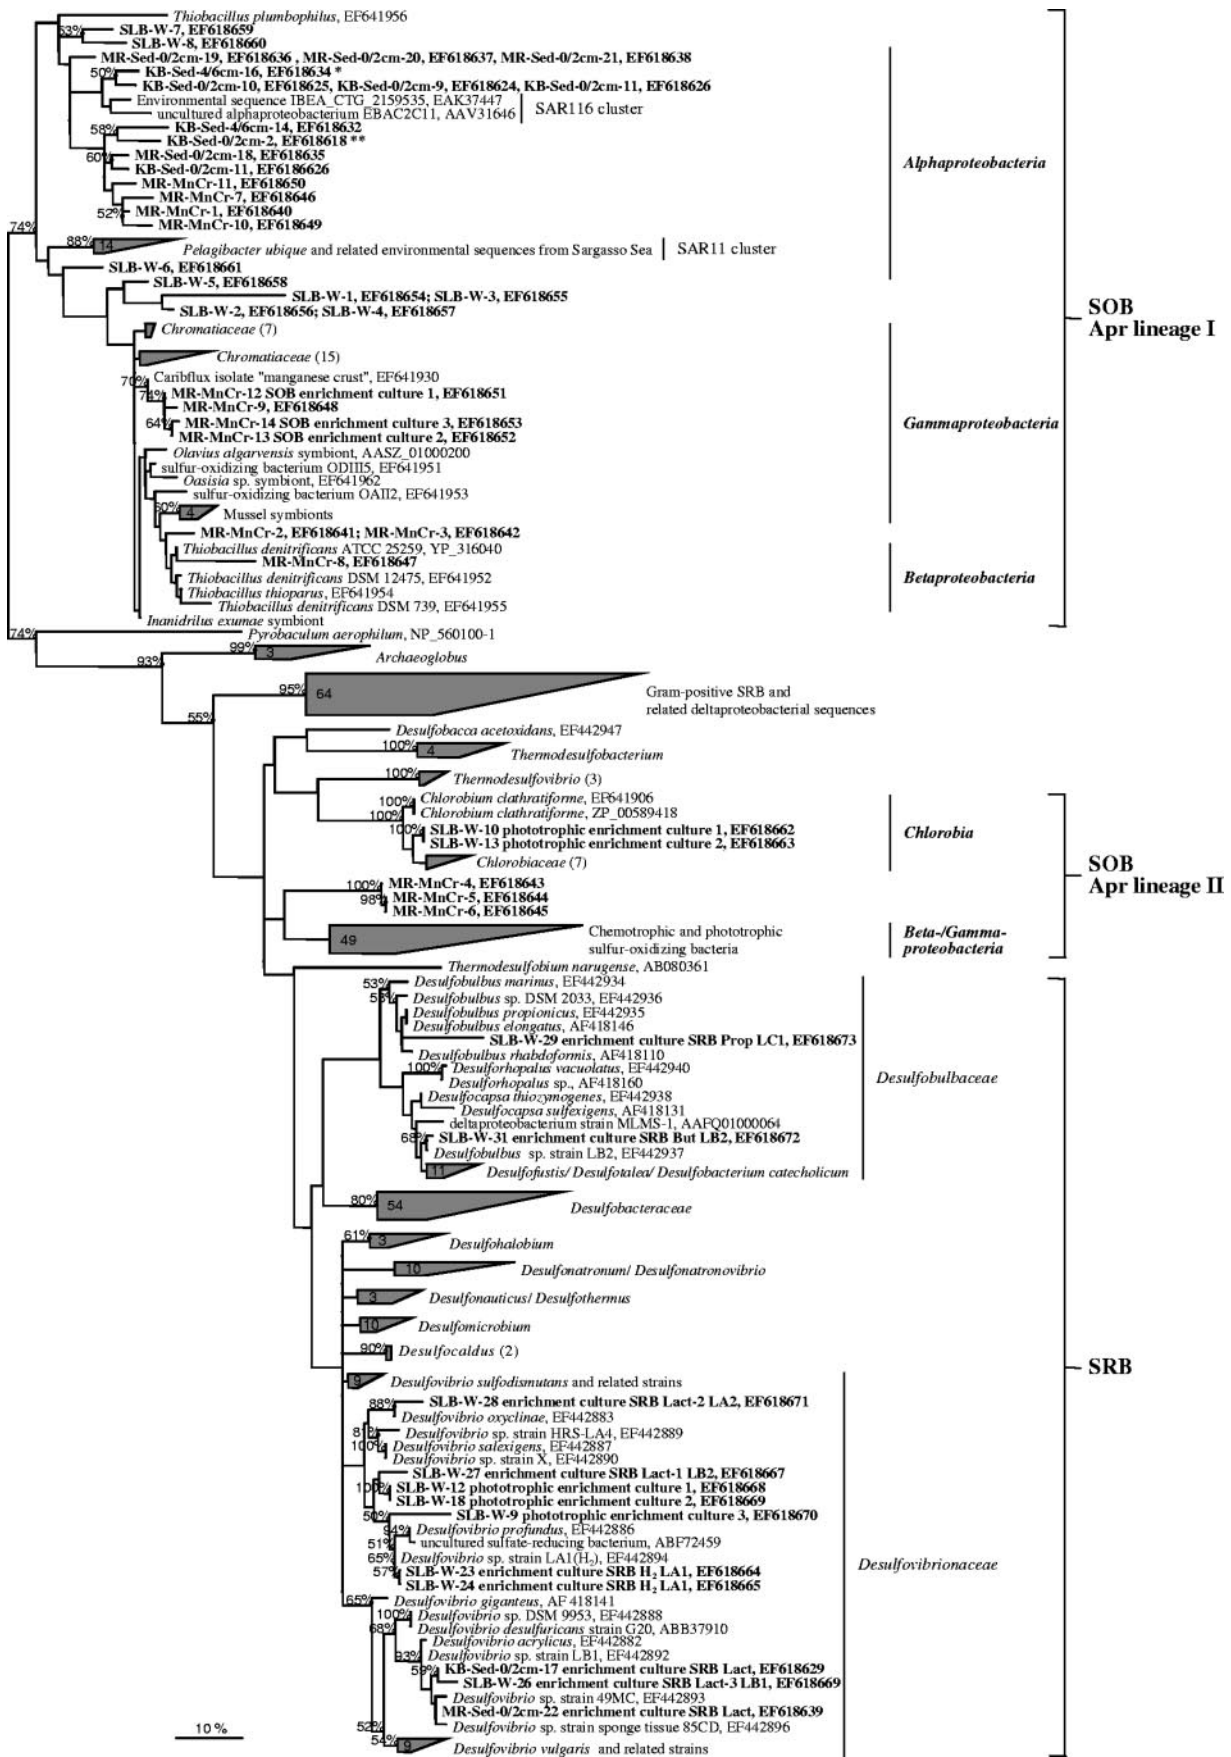 Thiobacillus plumbophilus, EF641956
63% SLB-W-7, EF618659
SLB-W-8, EF618660
MR-Sed-0/2cm-19, EF618636 , MR-Sed-0/2cm-20, EF618637, MR-Sed-0/2cm-21, EF618638
50% KB-Sed-4/6cm-16, EF618634 *
KB-Sed-0/2cm-10, EF618625, KB-Sed-0/2cm-9, EF618624, KB-Sed-0/2cm-11, EF618626
Environmental sequence IBEA_CTG_2159535, EAK37447
uncultured alphaproteobacterium EBAC2C11, AAV31646
SAR116 cluster
58% KB-Sed-4/6cm-14, EF618632
KB-Sed-0/2cm-2, EF618618 **
60% MR-Sed-0/2cm-18, EF618635
KB-Sed-0/2cm-11, EF6186626
MR-MnCr-11, EF618650
MR-MnCr-7, EF618646
52% MR-MnCr-1, EF618640
MR-MnCr-10, EF618649
Alphaproteobacteria
74%
88% 14 Pelagibacter ubique and related environmental sequences from Sargasso Sea
SAR11 cluster
SLB-W-6, EF618661
SLB-W-5, EF618658
SLB-W-1, EF618654; SLB-W-3, EF618655
SLB-W-2, EF618656; SLB-W-4, EF618657
SOB
Apr lineage I
Chromatiaceae (7)
Chromatiaceae (15)
70% Caribflux isolate "manganese crust", EF641930
74% MR-MnCr-12 SOB enrichment culture 1, EF618651
MR-MnCr-9, EF618648
64% MR-MnCr-14 SOB enrichment culture 3, EF618653
MR-MnCr-13 SOB enrichment culture 2, EF618652
Gammaproteobacteria
Olavius algarvensis symbiont, AASZ_01000200
sulfur-oxidizing bacterium ODIII5, EF641951
Oasisia sp. symbiont, EF641962
sulfur-oxidizing bacterium OAII2, EF641953
60% 4 Mussel symbionts
MR-MnCr-2, EF618641; MR-MnCr-3, EF618642
Thiobacillus denitrificans ATCC 25259, YP_316040
MR-MnCr-8, EF618647
Thiobacillus denitrificans DSM 12475, EF641952
Thiobacillus thioparus, EF641954
Thiobacillus denitrificans DSM 739, EF641955
Betaproteobacteria
Inanidrilus exumae symbiont
74% Pyrobaculum aerophilum, NP_560100-1
93% 99% 3 Archaeoglobus
55% 95% 64 Gram-positive SRB and
related deltaproteobacterial sequences
Desulfobacca acetoxidans, EF442947
100% 4 Thermodesulfobacterium
100% Thermodesulfovibrio (3)
100% Chlorobium clathratiforme, EF641906
100% Chlorobium clathratiforme, ZP_00589418
100% SLB-W-10 phototrophic enrichment culture 1, EF618662
SLB-W-13 phototrophic enrichment culture 2, EF618663
Chlorobiaceae (7)
Chlorobia
SOB
Apr lineage II
100% MR-MnCr-4, EF618643
98% MR-MnCr-5, EF618644
MR-MnCr-6, EF618645
49 Chemotrophic and phototrophic
sulfur-oxidizing bacteria
Beta-/Gamma-
proteobacteria
Thermodesulfobium narugense, AB080361
53% Desulfobulbus marinus, EF442934
Desulfobulbus sp. DSM 2033, EF442936
Desulfobulbus propionicus, EF442935
Desulfobulbus elongatus, AF418146
SLB-W-29 enrichment culture SRB Prop LC1, EF618673
Desulfobulbus rhabdoformis, AF418110
100% Desulforhopalus vacuolatus, EF442940
Desulforhopalus sp., AF418160
Desulfocapsa thiozymogenes, EF442938
Desulfocapsa sulfexigens, AF418131
deltaproteobacterium strain MLMS-1, AAFQ01000064
68% SLB-W-31 enrichment culture SRB But LB2, EF618672
Desulfobulbus sp. strain LB2, EF442937
11 Desulfofustis/ Desulfotalea/ Desulfobacterium catecholicum
Desulfobulbaceae
80% 54 Desulfobacteraceae
61% 3 Desulfohalobium
10 Desulfonatronum/ Desulfonatronovibrio
3 Desulfonauticus/ Desulfothermus
10 Desulfomicrobium
90% Desulfocaldus (2)
SRB
9 Desulfovibrio sulfodismutans and related strains
88% SLB-W-28 enrichment culture SRB Lact-2 LA2, EF618671
Desulfovibrio oxyclinae, EF442883
81% Desulfovibrio sp. strain HRS-LA4, EF442889
100% Desulfovibrio salexigens, EF442887
Desulfovibrio sp. strain X, EF442890
SLB-W-27 enrichment culture SRB Lact-1 LB2, EF618667
100% SLB-W-12 phototrophic enrichment culture 1, EF618668
SLB-W-18 phototrophic enrichment culture 2, EF618669
50% SLB-W-9 phototrophic enrichment culture 3, EF618670
94% Desulfovibrio profundus, EF442886
51% uncultured sulfate-reducing bacterium, ABF72459
65% Desulfovibrio sp. strain LA1(H₂), EF442894
57% SLB-W-23 enrichment culture SRB H₂ LA1, EF618664
SLB-W-24 enrichment culture SRB H₂ LA1, EF618665
Desulfovibrionaceae
65% Desulfovibrio giganteus, AF 418141
100% Desulfovibrio sp. DSM 9953, EF442888
68% Desulfovibrio desulfuricans strain G20, ABB37910
Desulfovibrio acrylicus, EF442882
93% Desulfovibrio sp. strain LB1, EF442892
59% KB-Sed-0/2cm-17 enrichment culture SRB Lact, EF618629
SLB-W-26 enrichment culture SRB Lact-3 LB1, EF618669
Desulfovibrio sp. strain 49MC, EF442893
MR-Sed-0/2cm-22 enrichment culture SRB Lact, EF618639
52% Desulfovibrio sp. strain sponge tissue 85CD, EF442896
54% 9 Desulfovibrio vulgaris and related strains
10 %